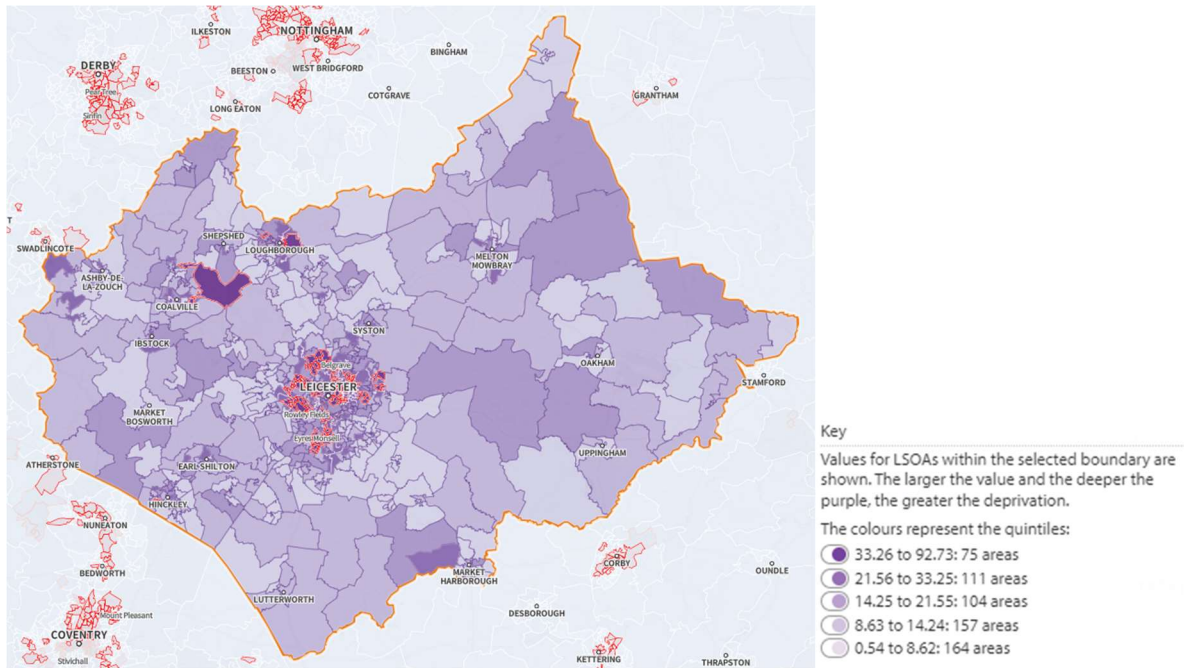 ILKESTON
NOTTINGHAM
BINGHAM
DERBY
BEESTON
WEST BRIDGFORD
Pear Tree
COTGRAVE
GRANTHAM
LONG EATON
Sinfin
T
SWADLINCOTE
SHEPSHED
LOUGHBOROUGH
MELTON
MOWBRAY
ASHBY-DE-
LA-ZOUCH
COALVILLE
SYSTON
IBSTOCK
OAKHAM
Belgrave
LEICESTER
STAMFORD
MARKET
BOSWORTH
Rowley Fields
Eyres Monsell
UPPINGHAM
ATHERSTONE
EARL SHILTON
HINCKLEY
NUNEATON
BEDWORTH
MARKET
HARBOROUGH
CORBY
OUNDLE
LUTTERWORTH
DESBOROUGH
Mount Pleasant
COVENTRY
Stivichall
KETTERING
THRAPSTON
Key
Values for LSOAs within the selected boundary are
shown. The larger the value and the deeper the
purple, the greater the deprivation.
The colours represent the quintiles:
33.26 to 92.73: 75 areas
21.56 to 33.25: 111 areas
14.25 to 21.55: 104 areas
8.63 to 14.24: 157 areas
0.54 to 8.62: 164 areas